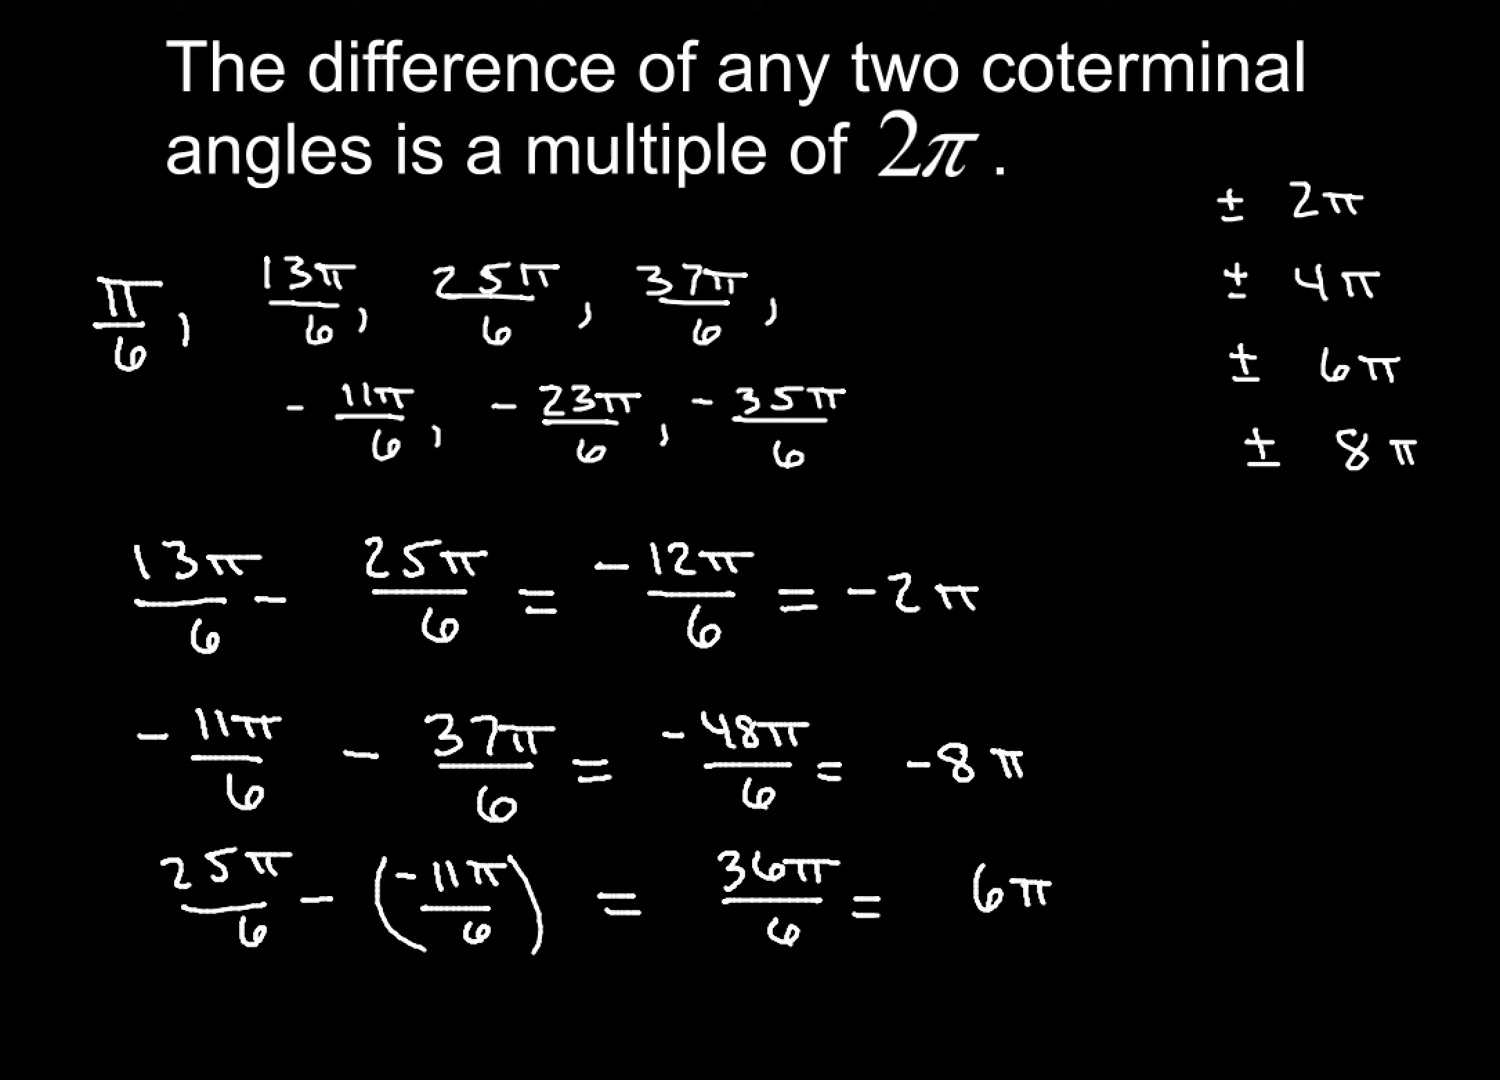 The difference of any two coterminal
angles is a multiple of 2π.
± 2π
π/6, 13π/6, 25π/6, 37π/6,
± 4π
± 6π
-11π/6, -23π/6, -35π/6
± 8π
13π/6 - 25π/6 = -12π/6 = -2π
-11π/6 - 37π/6 = -48π/6 = -8π
25π/6 - (-11π/6) = 36π/6 = 6π